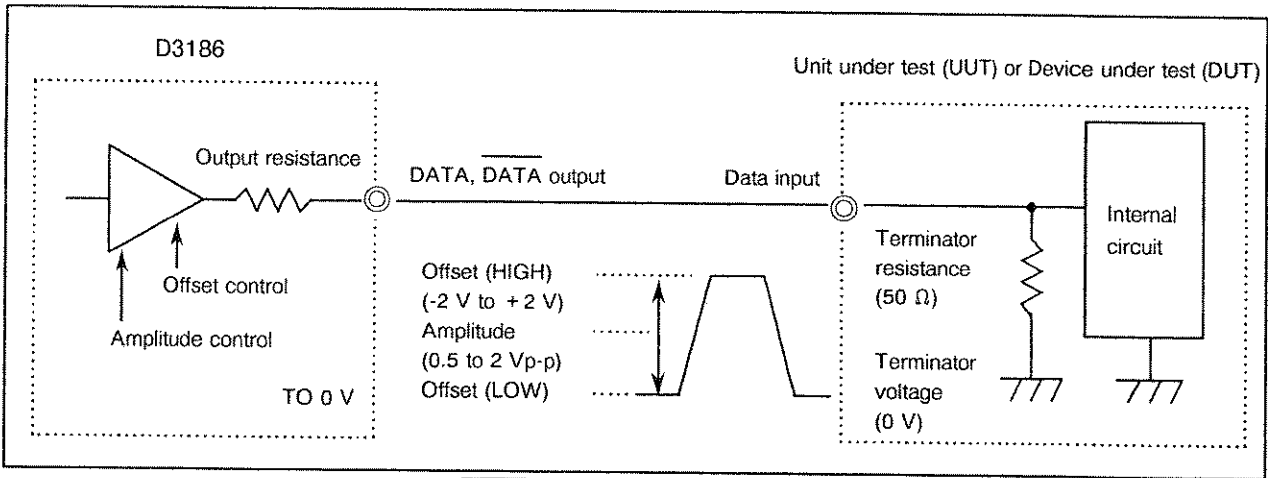 D3186
Unit under test (UUT) or Device under test (DUT)
Output resistance
DATA, D̅A̅T̅A̅ output
Data input
Offset control
Amplitude control
TO 0 V
Offset (HIGH)
(-2 V to + 2 V)
Amplitude
(0.5 to 2 Vp-p)
Offset (LOW)
Terminator
resistance
(50 Ω)
Terminator
voltage
(0 V)
Internal
circuit